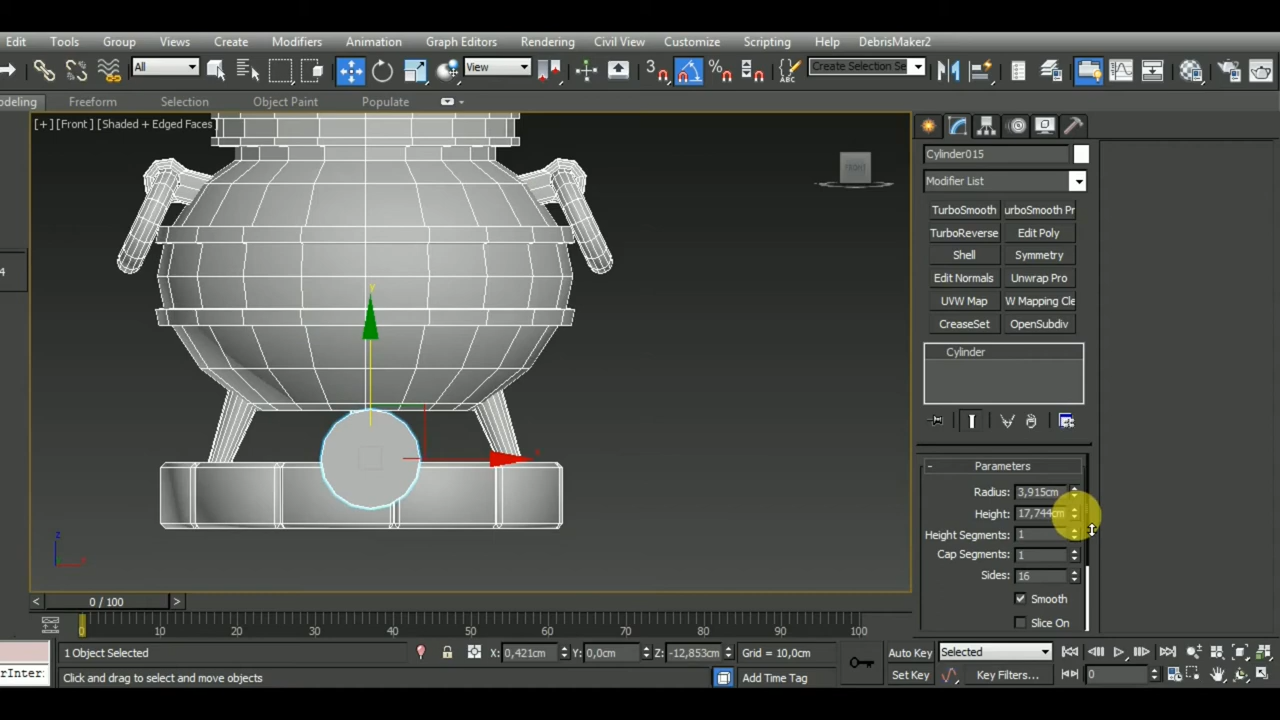 Edit Tools Group Views Create Modifiers Animation Graph Editors Rendering Civil View Customize Scripting Help DebrisMaker2
All View 3 Create Selection Se
odeling Freeform Selection Object Paint Populate
[+] [Front] [Shaded + Edged Faces]
FRONT
Cylinder015
Modifier List
TurboSmooth urboSmooth Pr
TurboReverse Edit Poly
Shell Symmetry
Edit Normals Unwrap Pro
UVW Map W Mapping Cle
CreaseSet OpenSubdiv
Cylinder
4
y
x
z
- Parameters
Radius: 3,915cm
Height: 17,744cm
Height Segments: 1
Cap Segments: 1
Sides: 16
Smooth
Slice On
< 0 / 100 >
0 10 20 30 40 50 60 70 80 90 100
1 Object Selected X: 0,421cm Y: 0,0cm Z: -12,853cm Grid = 10,0cm Auto Key Selected
rInter: Click and drag to select and move objects Add Time Tag Set Key Key Filters... 0